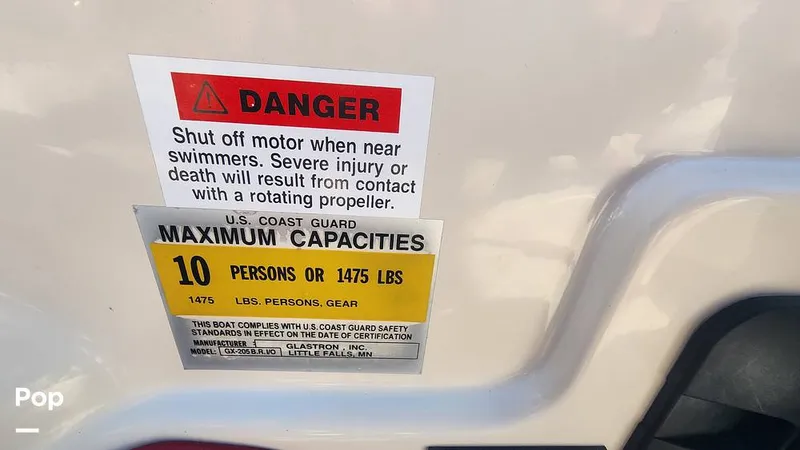 DANGER
Shut off motor when near
swimmers. Severe injury or
death will result from contact
with a rotating propeller.
U.S. COAST GUARD
MAXIMUM CAPACITIES
10 PERSONS OR 1475 LBS
1475 LBS. PERSONS, GEAR
THIS BOAT COMPLIES WITH U.S. COAST GUARD SAFETY
STANDARDS IN EFFECT ON THE DATE OF CERTIFICATION
MANUFACTURER GLASTRON, INC.
MODEL: GX-205 B.R. I/O LITTLE FALLS, MN
Pop